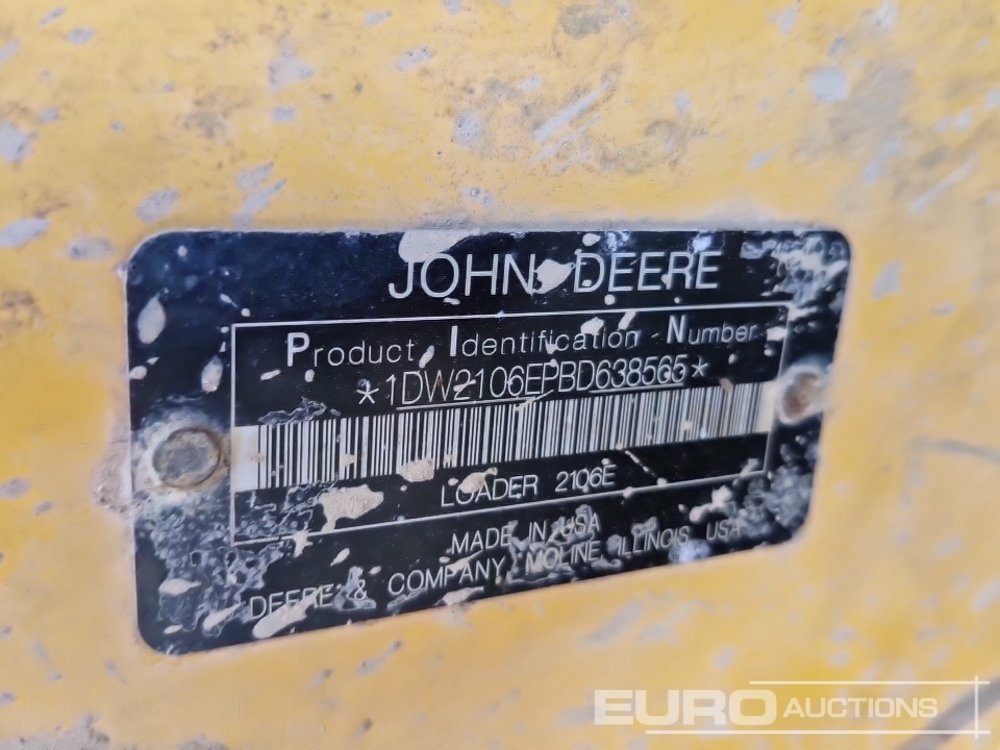 JOHN DEERE
Product Identification Number
*1DW2106EPBD638565*
LOADER 2106E
MADE IN USA
DEERE & COMPANY MOLINE, ILLINOIS USA
EURO AUCTIONS